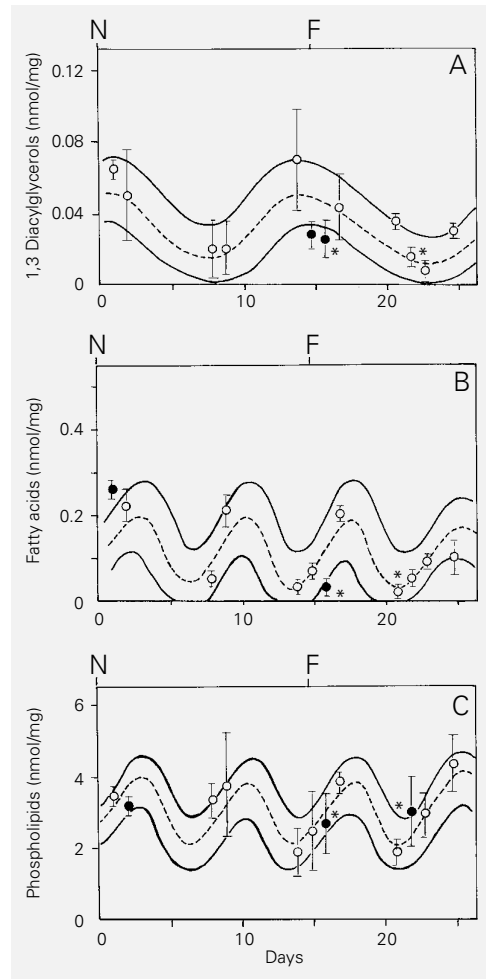 N F
A
1,3 Diacylglycerols (nmol/mg)
0.12
0.08
0.04
0
0 10 20
N F
B
Fatty acids (nmol/mg)
0.4
0.2
0
0 10 20
N F
C
Phospholipids (nmol/mg)
6
4
2
0
0 10 20
Days
*
*
*
*
*
*